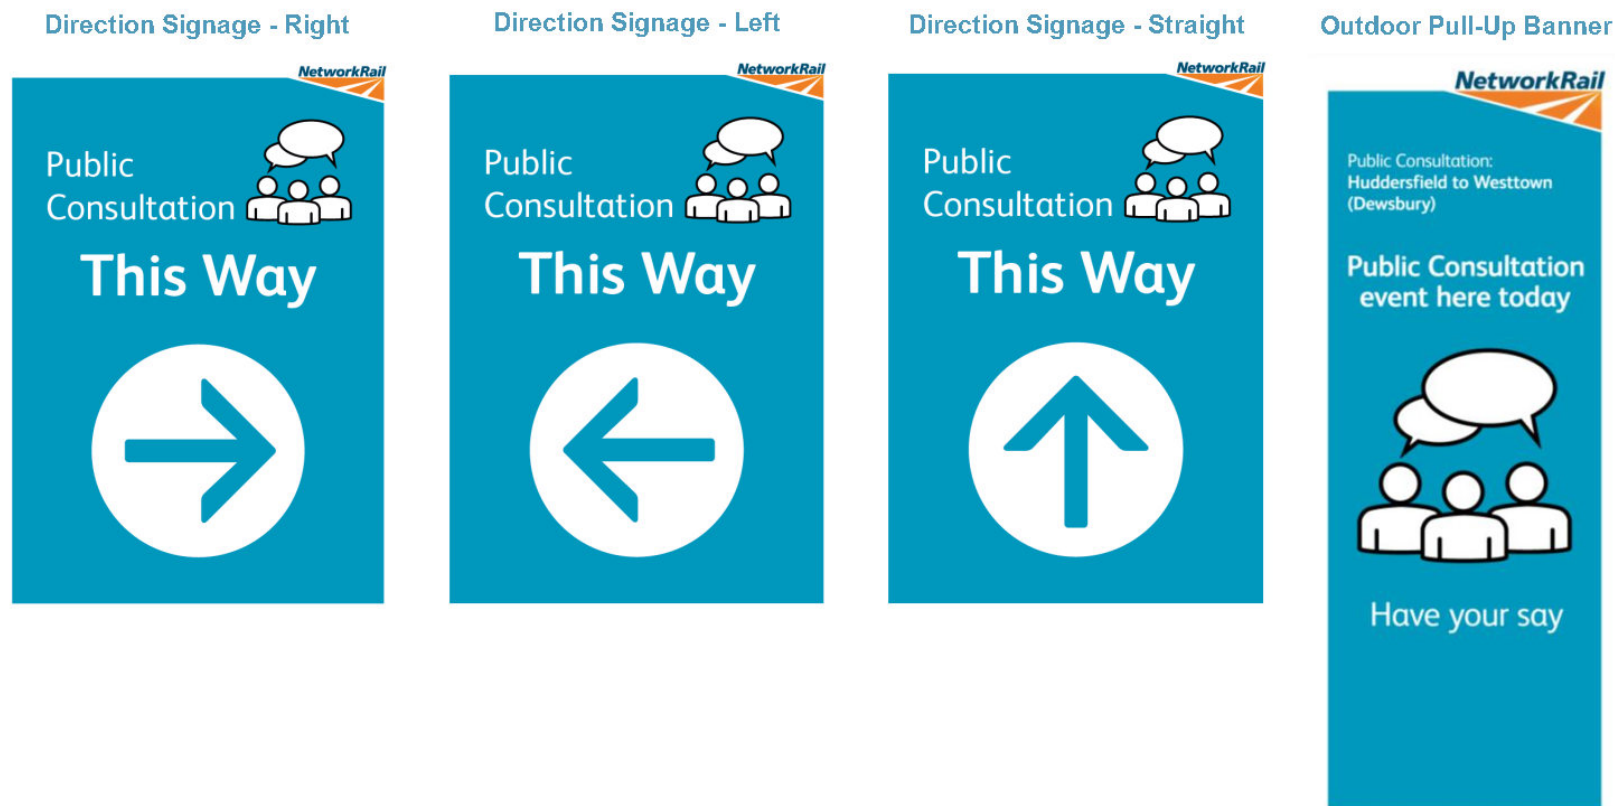 Direction Signage - Right
NetworkRail
Public
Consultation
This Way
Direction Signage - Left
NetworkRail
Public
Consultation
This Way
Direction Signage - Straight
NetworkRail
Public
Consultation
This Way
Outdoor Pull-Up Banner
NetworkRail
Public Consultation:
Huddersfield to Westtown
(Dewsbury)
Public Consultation
event here today
Have your say